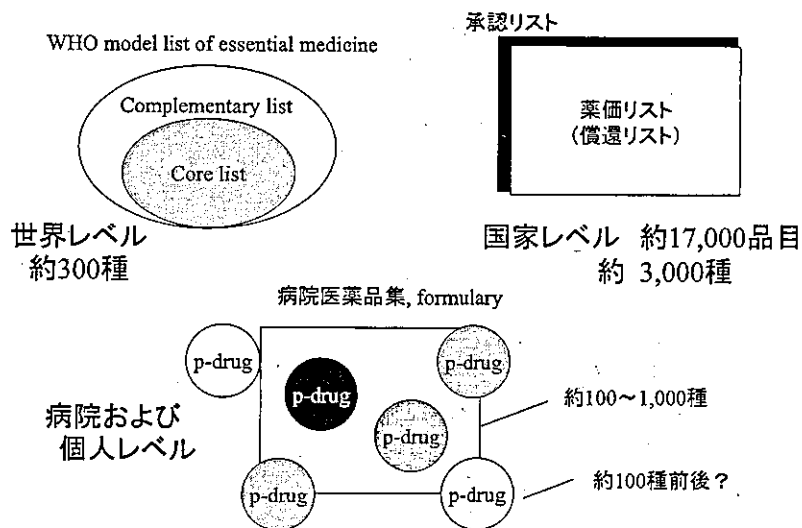 WHO model list of essential medicine
Complementary list
Core list
世界レベル
約300種
承認リスト
薬価リスト
(償還リスト)
国家レベル 約17,000品目
約 3,000種
病院医薬品集, formulary
p-drug
p-drug
p-drug
p-drug
p-drug
p-drug
病院および
個人レベル
約100～1,000種
約100種前後？